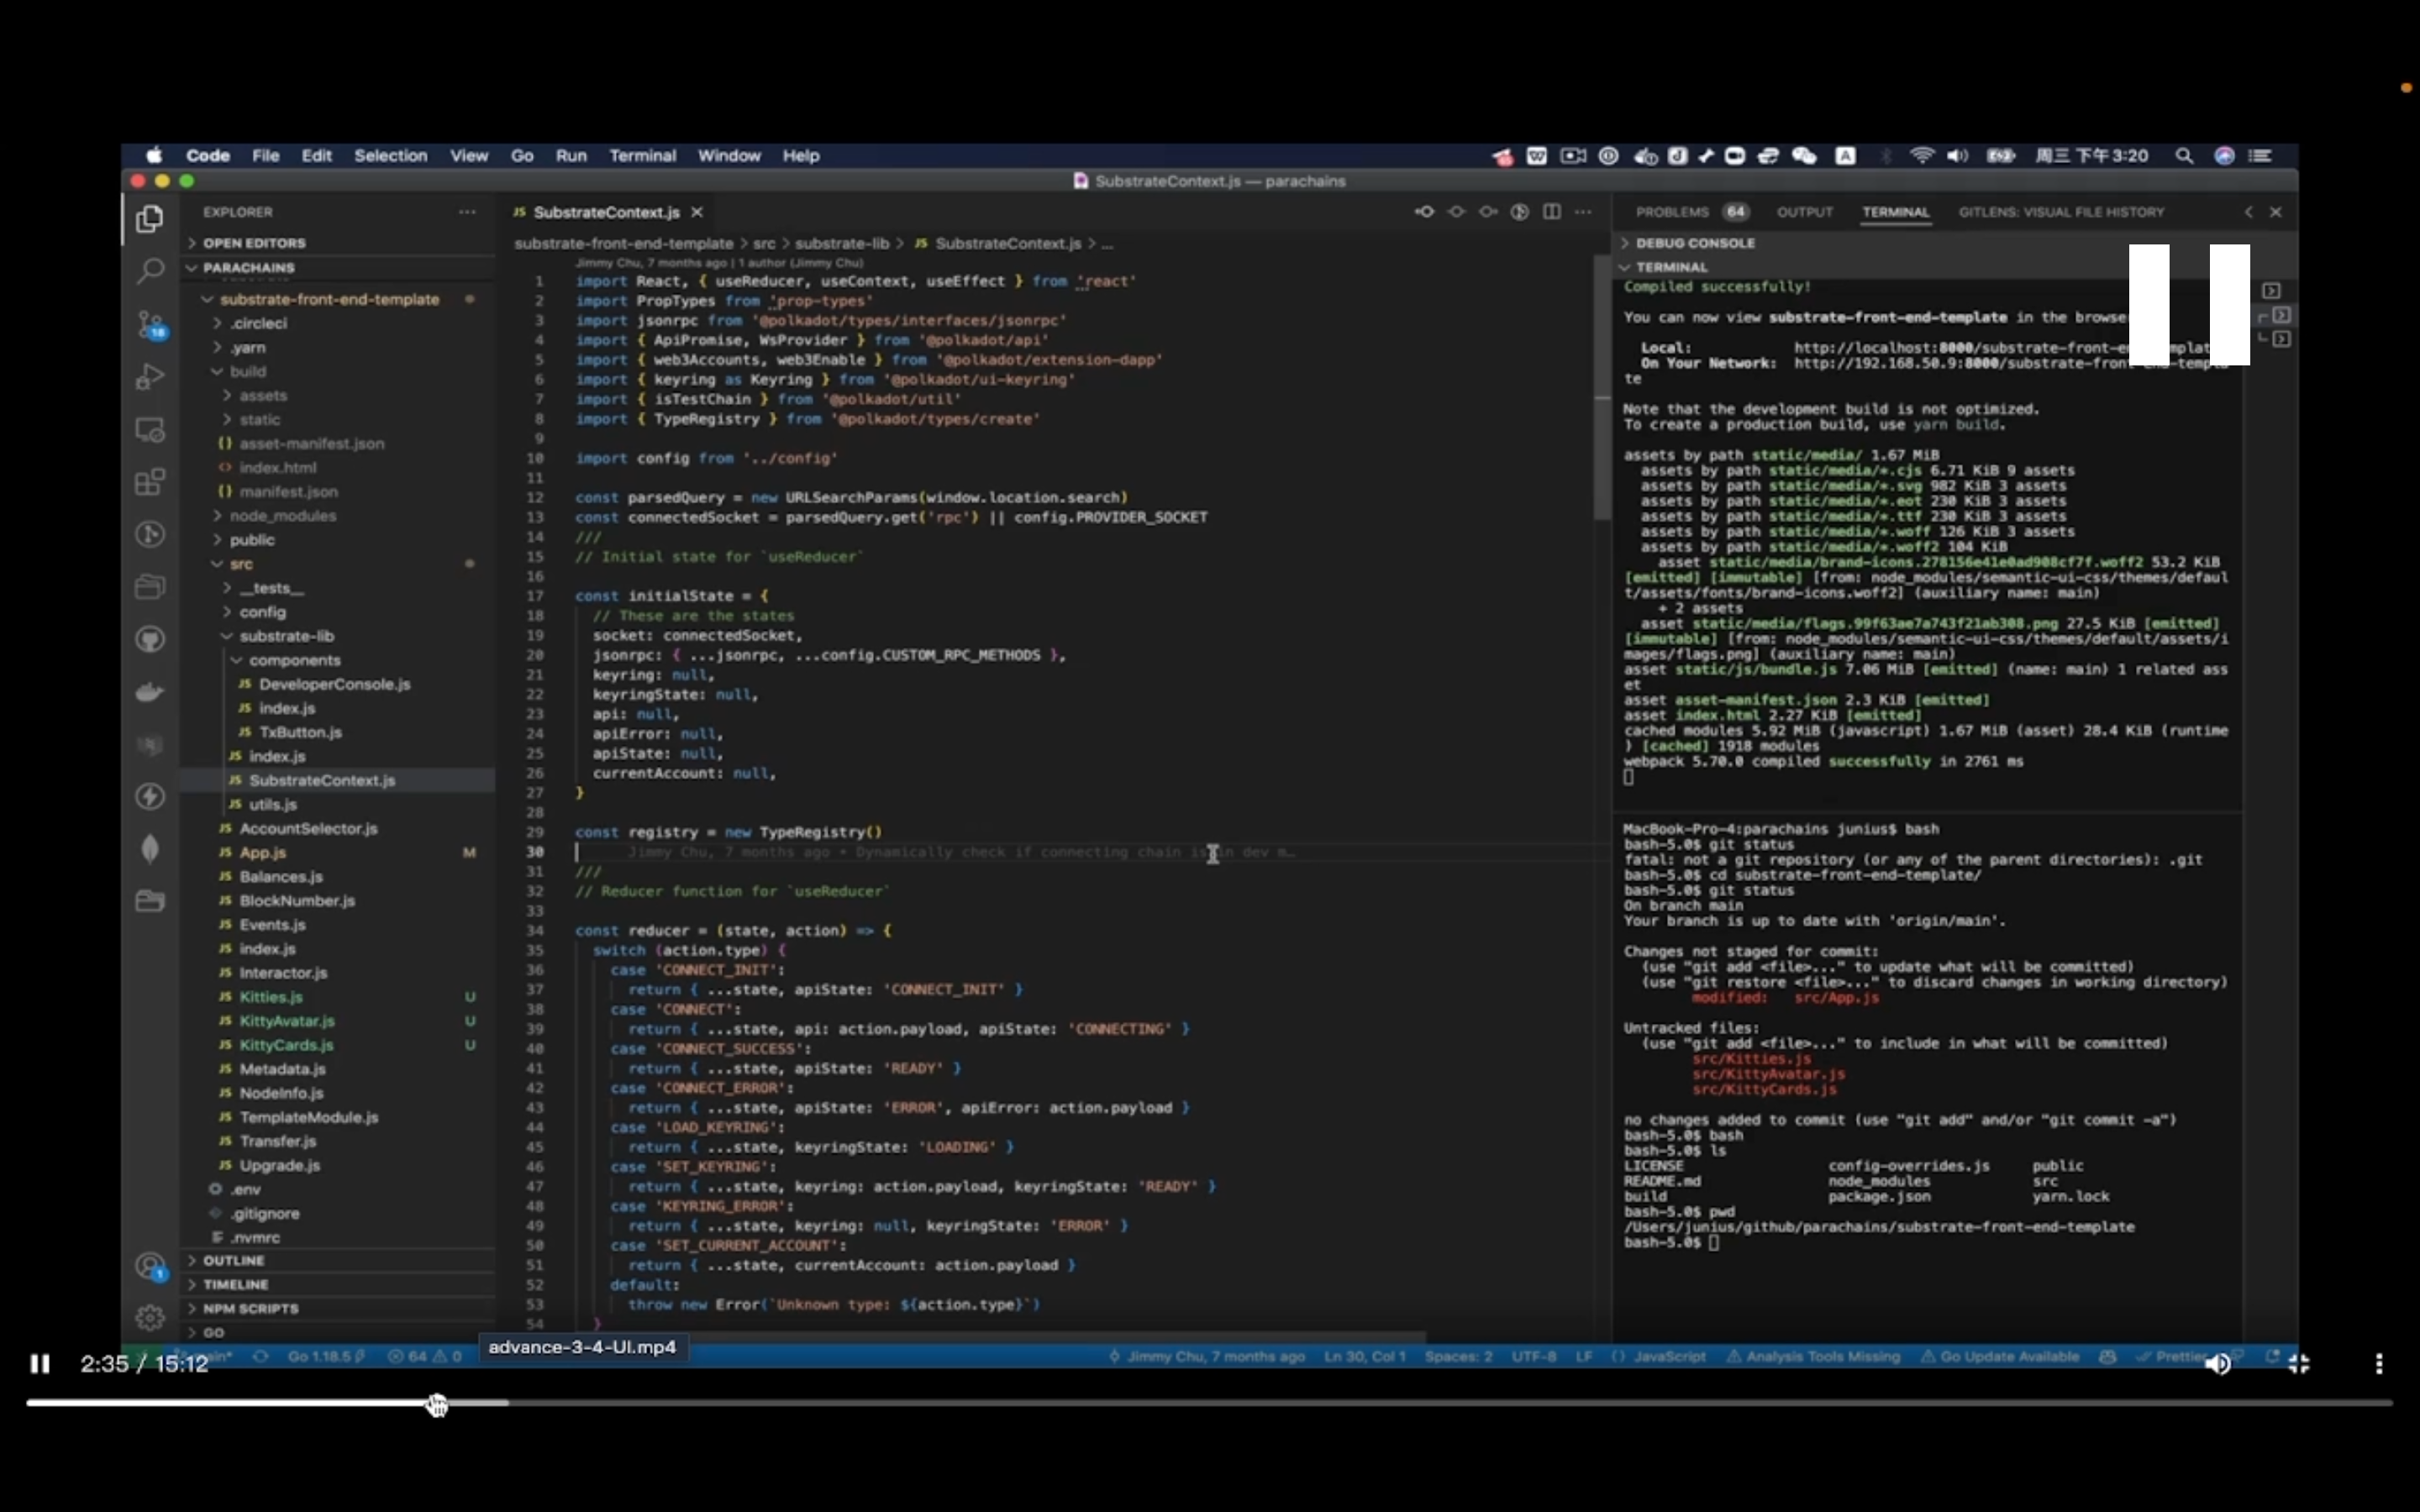 Code File Edit Selection View Go Run Terminal Window Help
周三 下午3:20
SubstrateContext.js — parachains
EXPLORER
OPEN EDITORS
PARACHAINS
substrate-front-end-template
.circleci
.yarn
build
assets
static
asset-manifest.json
index.html
manifest.json
node_modules
public
src
__tests__
config
substrate-lib
components
DeveloperConsole.js
index.js
TxButton.js
index.js
SubstrateContext.js
utils.js
AccountSelector.js
App.js M
Balances.js
BlockNumber.js
Events.js
index.js
Interactor.js
Kitties.js U
KittyAvatar.js U
KittyCards.js U
Metadata.js
NodeInfo.js
TemplateModule.js
Transfer.js
Upgrade.js
.env
.gitignore
.nvmrc
OUTLINE
TIMELINE
NPM SCRIPTS
GO
JS SubstrateContext.js
substrate-front-end-template > src > substrate-lib > JS SubstrateContext.js > ...
Jimmy Chu, 7 months ago | 1 author (Jimmy Chu)
1 import React, { useReducer, useContext, useEffect } from 'react'
2 import PropTypes from 'prop-types'
3 import jsonrpc from '@polkadot/types/interfaces/jsonrpc'
4 import { ApiPromise, WsProvider } from '@polkadot/api'
5 import { web3Accounts, web3Enable } from '@polkadot/extension-dapp'
6 import { keyring as Keyring } from '@polkadot/ui-keyring'
7 import { isTestChain } from '@polkadot/util'
8 import { TypeRegistry } from '@polkadot/types/create'
9
10 import config from '../config'
11
12 const parsedQuery = new URLSearchParams(window.location.search)
13 const connectedSocket = parsedQuery.get('rpc') || config.PROVIDER_SOCKET
14 ///
15 // Initial state for `useReducer`
16
17 const initialState = {
18 // These are the states
19 socket: connectedSocket,
20 jsonrpc: { ...jsonrpc, ...config.CUSTOM_RPC_METHODS },
21 keyring: null,
22 keyringState: null,
23 api: null,
24 apiError: null,
25 apiState: null,
26 currentAccount: null,
27 }
28
29 const registry = new TypeRegistry()
30 Jimmy Chu, 7 months ago • Dynamically check if connecting chain is in dev m…
31 ///
32 // Reducer function for `useReducer`
33
34 const reducer = (state, action) => {
35 switch (action.type) {
36 case 'CONNECT_INIT':
37 return { ...state, apiState: 'CONNECT_INIT' }
38 case 'CONNECT':
39 return { ...state, api: action.payload, apiState: 'CONNECTING' }
40 case 'CONNECT_SUCCESS':
41 return { ...state, apiState: 'READY' }
42 case 'CONNECT_ERROR':
43 return { ...state, apiState: 'ERROR', apiError: action.payload }
44 case 'LOAD_KEYRING':
45 return { ...state, keyringState: 'LOADING' }
46 case 'SET_KEYRING':
47 return { ...state, keyring: action.payload, keyringState: 'READY' }
48 case 'KEYRING_ERROR':
49 return { ...state, keyring: null, keyringState: 'ERROR' }
50 case 'SET_CURRENT_ACCOUNT':
51 return { ...state, currentAccount: action.payload }
52 default:
53 throw new Error(`Unknown type: ${action.type}`)
54 }
PROBLEMS 64 OUTPUT TERMINAL GITLENS: VISUAL FILE HISTORY
DEBUG CONSOLE
TERMINAL
Compiled successfully!
You can now view substrate-front-end-template in the browse
Local: http://localhost:8000/substrate-front-e mplat
On Your Network: http://192.168.50.9:8000/substrate-front-end-templa
te
Note that the development build is not optimized.
To create a production build, use yarn build.
assets by path static/media/ 1.67 MiB
assets by path static/media/*.cjs 6.71 KiB 9 assets
assets by path static/media/*.svg 982 KiB 3 assets
assets by path static/media/*.eot 230 KiB 3 assets
assets by path static/media/*.ttf 230 KiB 3 assets
assets by path static/media/*.woff 126 KiB 3 assets
assets by path static/media/*.woff2 104 KiB
asset static/media/brand-icons.278156e41e0ad908cf7f.woff2 53.2 KiB
[emitted] [immutable] [from: node_modules/semantic-ui-css/themes/defaul
t/assets/fonts/brand-icons.woff2] (auxiliary name: main)
+ 2 assets
asset static/media/flags.99f63ae7a743f21ab308.png 27.5 KiB [emitted]
[immutable] [from: node_modules/semantic-ui-css/themes/default/assets/i
mages/flags.png] (auxiliary name: main)
asset static/js/bundle.js 7.06 MiB [emitted] (name: main) 1 related ass
et
asset asset-manifest.json 2.3 KiB [emitted]
asset index.html 2.27 KiB [emitted]
cached modules 5.92 MiB (javascript) 1.67 MiB (asset) 28.4 KiB (runtime
) [cached] 1918 modules
webpack 5.70.0 compiled successfully in 2761 ms
MacBook-Pro-4:parachains junius$ bash
bash-5.0$ git status
fatal: not a git repository (or any of the parent directories): .git
bash-5.0$ cd substrate-front-end-template/
bash-5.0$ git status
On branch main
Your branch is up to date with 'origin/main'.
Changes not staged for commit:
(use "git add <file>..." to update what will be committed)
(use "git restore <file>..." to discard changes in working directory)
modified: src/App.js
Untracked files:
(use "git add <file>..." to include in what will be committed)
src/Kitties.js
src/KittyAvatar.js
src/KittyCards.js
no changes added to commit (use "git add" and/or "git commit -a")
bash-5.0$ bash
bash-5.0$ ls
LICENSE config-overrides.js public
README.md node_modules src
build package.json yarn.lock
bash-5.0$ pwd
/Users/junius/github/parachains/substrate-front-end-template
bash-5.0$
advance-3-4-UI.mp4
2:35 / 15:12
Go 1.18.5 64 0 Jimmy Chu, 7 months ago Ln 30, Col 1 Spaces: 2 UTF-8 LF JavaScript Analysis Tools Missing Go Update Available Prettier